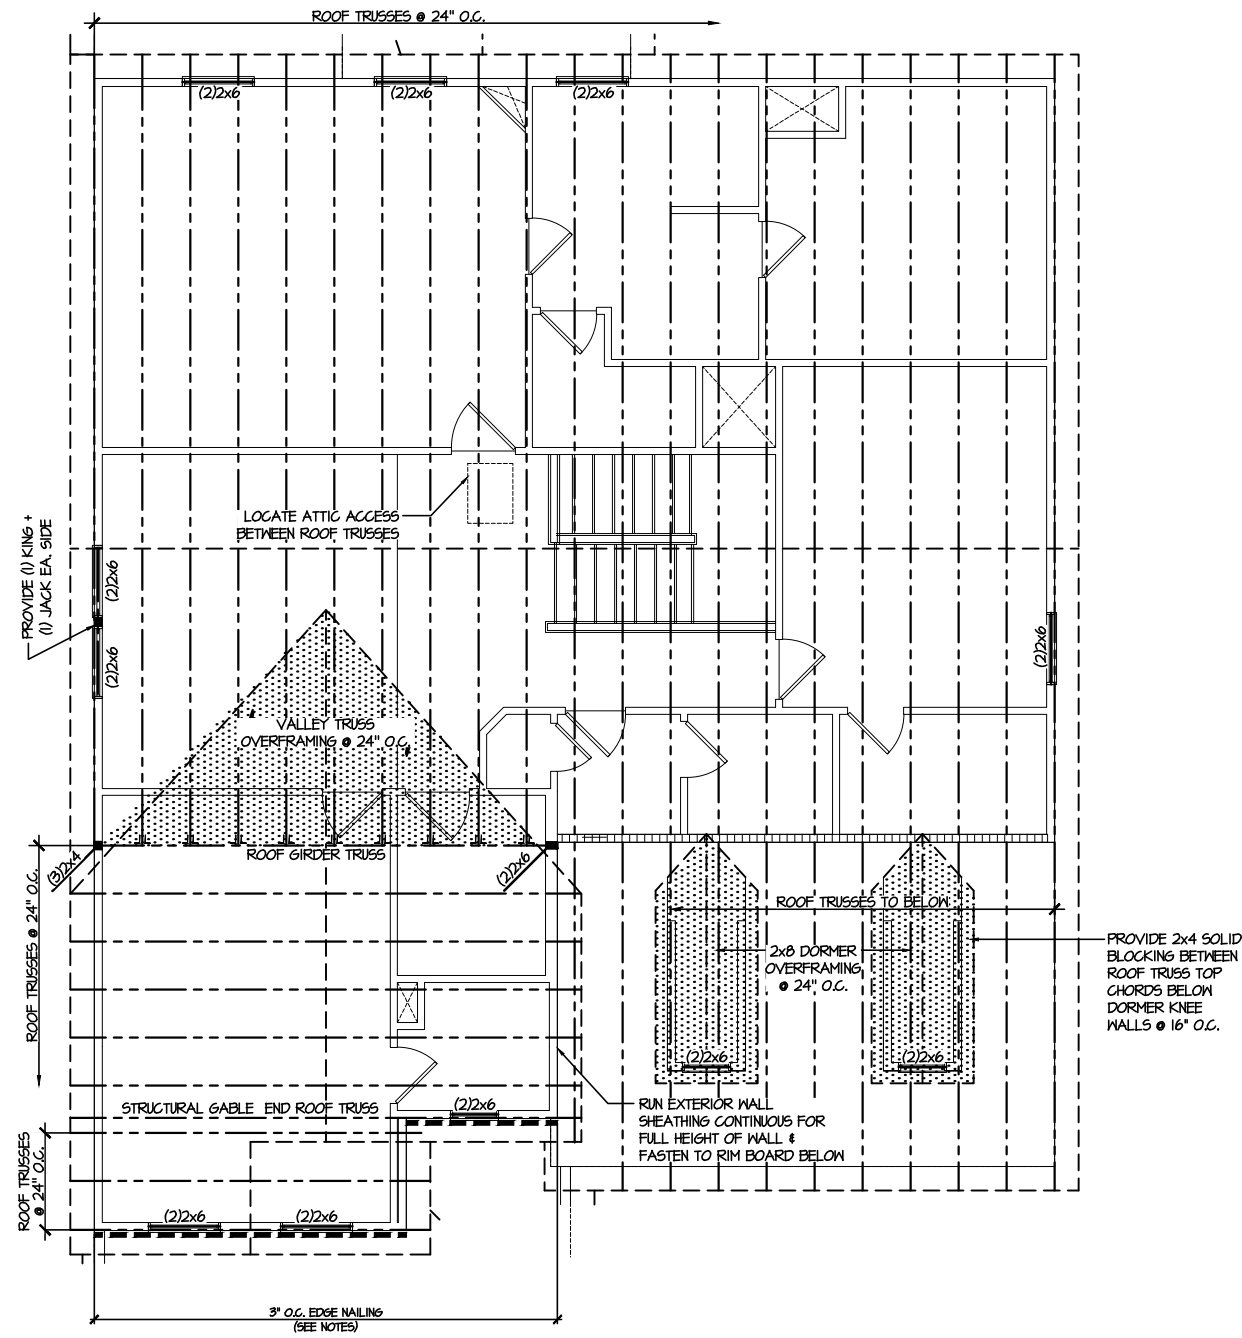 ROOF TRUSSES @ 24" O.C.
(2)2x6
(2)2x6
(2)2x6
LOCATE ATTIC ACCESS
BETWEEN ROOF TRUSSES
PROVIDE (1) KING +
(1) JACK EA. SIDE
(2)2x6
(2)2x6
(2)2x6
VALLEY TRUSS
OVERFRAMING @ 24" O.C.
ROOF GIRDER TRUSS
(3)2x4
(2)2x6
ROOF TRUSSES @ 24" O.C.
ROOF TRUSSES TO BELOW
2x8 DORMER
OVERFRAMING
@ 24" O.C.
PROVIDE 2x4 SOLID
BLOCKING BETWEEN
ROOF TRUSS TOP
CHORDS BELOW
DORMER KNEE
WALLS @ 16" O.C.
(2)2x6
(2)2x6
STRUCTURAL GABLE END ROOF TRUSS
(2)2x6
RUN EXTERIOR WALL
SHEATHING CONTINUOUS FOR
FULL HEIGHT OF WALL &
FASTEN TO RIM BOARD BELOW
ROOF TRUSSES
@ 24" O.C.
(2)2x6
(2)2x6
3" O.C. EDGE NAILING
(SEE NOTES)